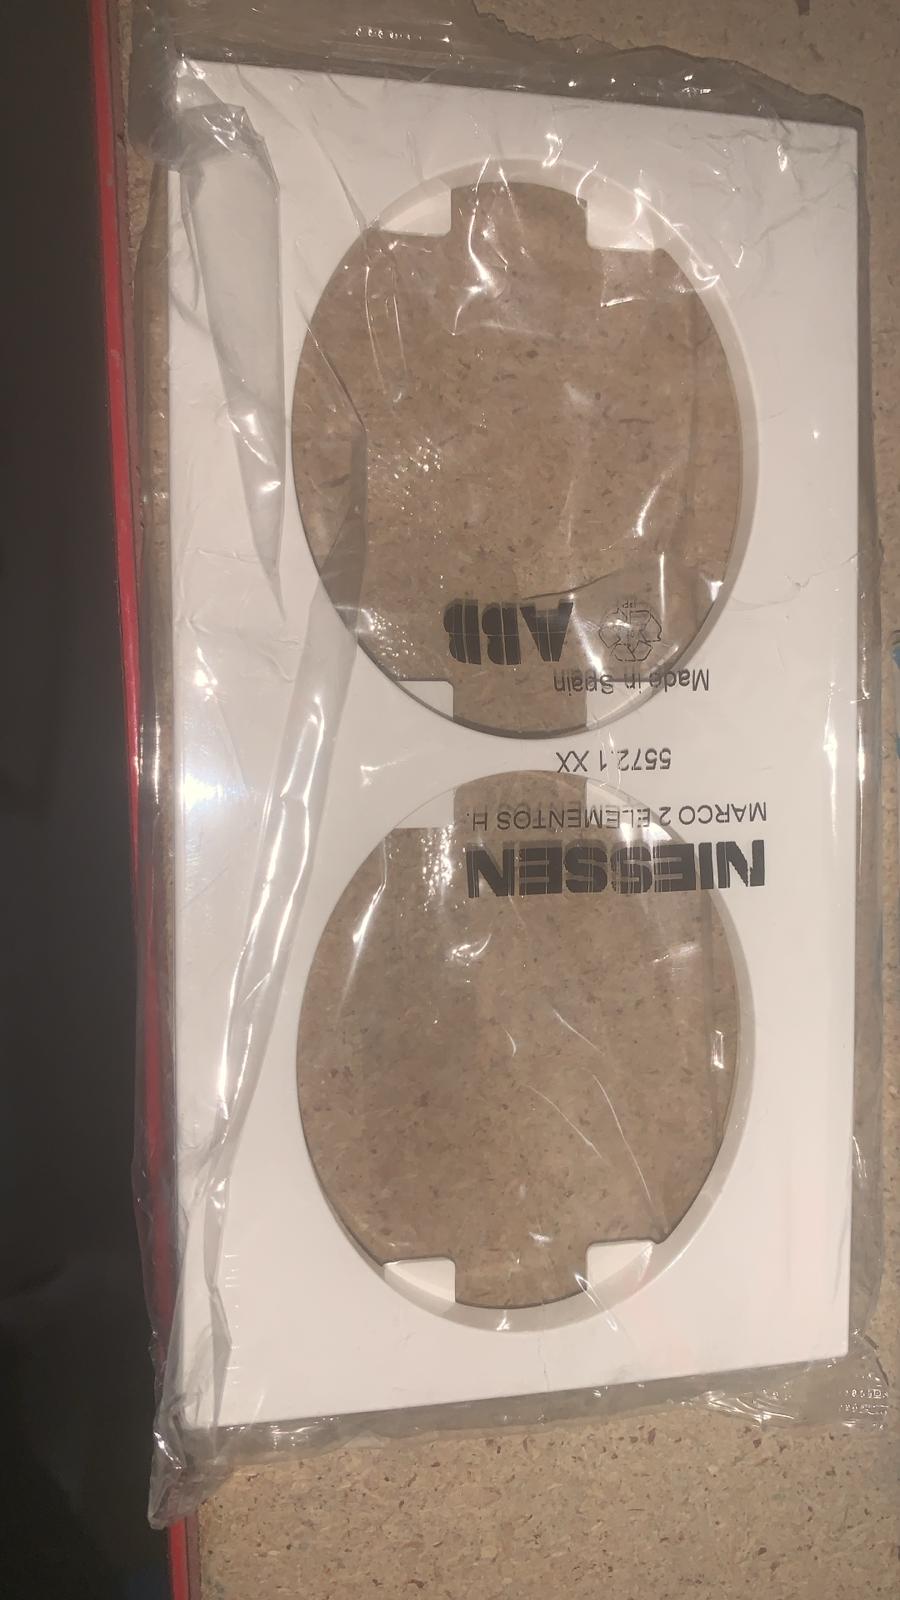 NIESSEN
MARCO 2 ELEMENTOS H.
5572.1 XX
Made in Spain
ABB